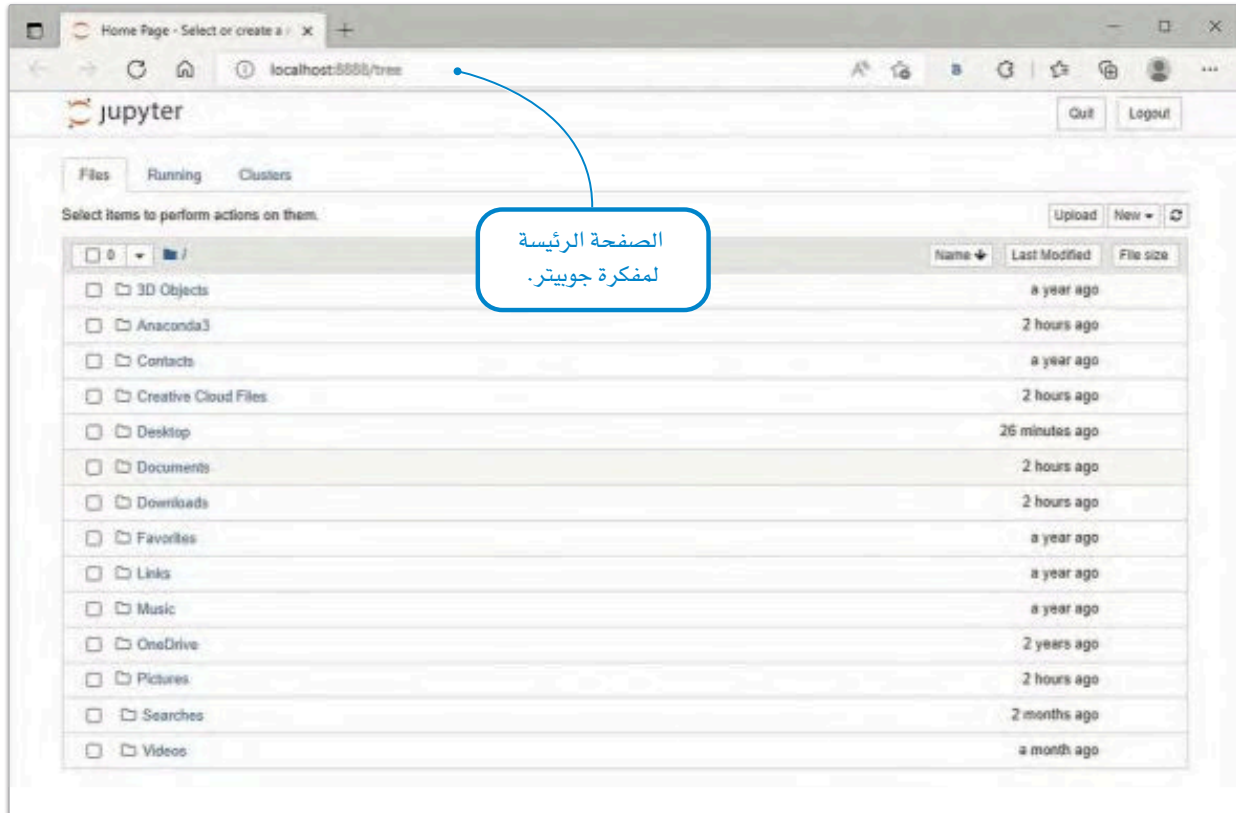 Home Page - Select or create a
localhost:8888/tree
jupyter
Quit Logout
Files Running Clusters
Select items to perform actions on them.
Upload New
الصفحة الرئيسة
لمفكرة جوبيتر.
0 /
Name Last Modified File size
3D Objects a year ago
Anaconda3 2 hours ago
Contacts a year ago
Creative Cloud Files 2 hours ago
Desktop 26 minutes ago
Documents 2 hours ago
Downloads 2 hours ago
Favorites a year ago
Links a year ago
Music a year ago
OneDrive 2 years ago
Pictures 2 hours ago
Searches 2 months ago
Videos a month ago